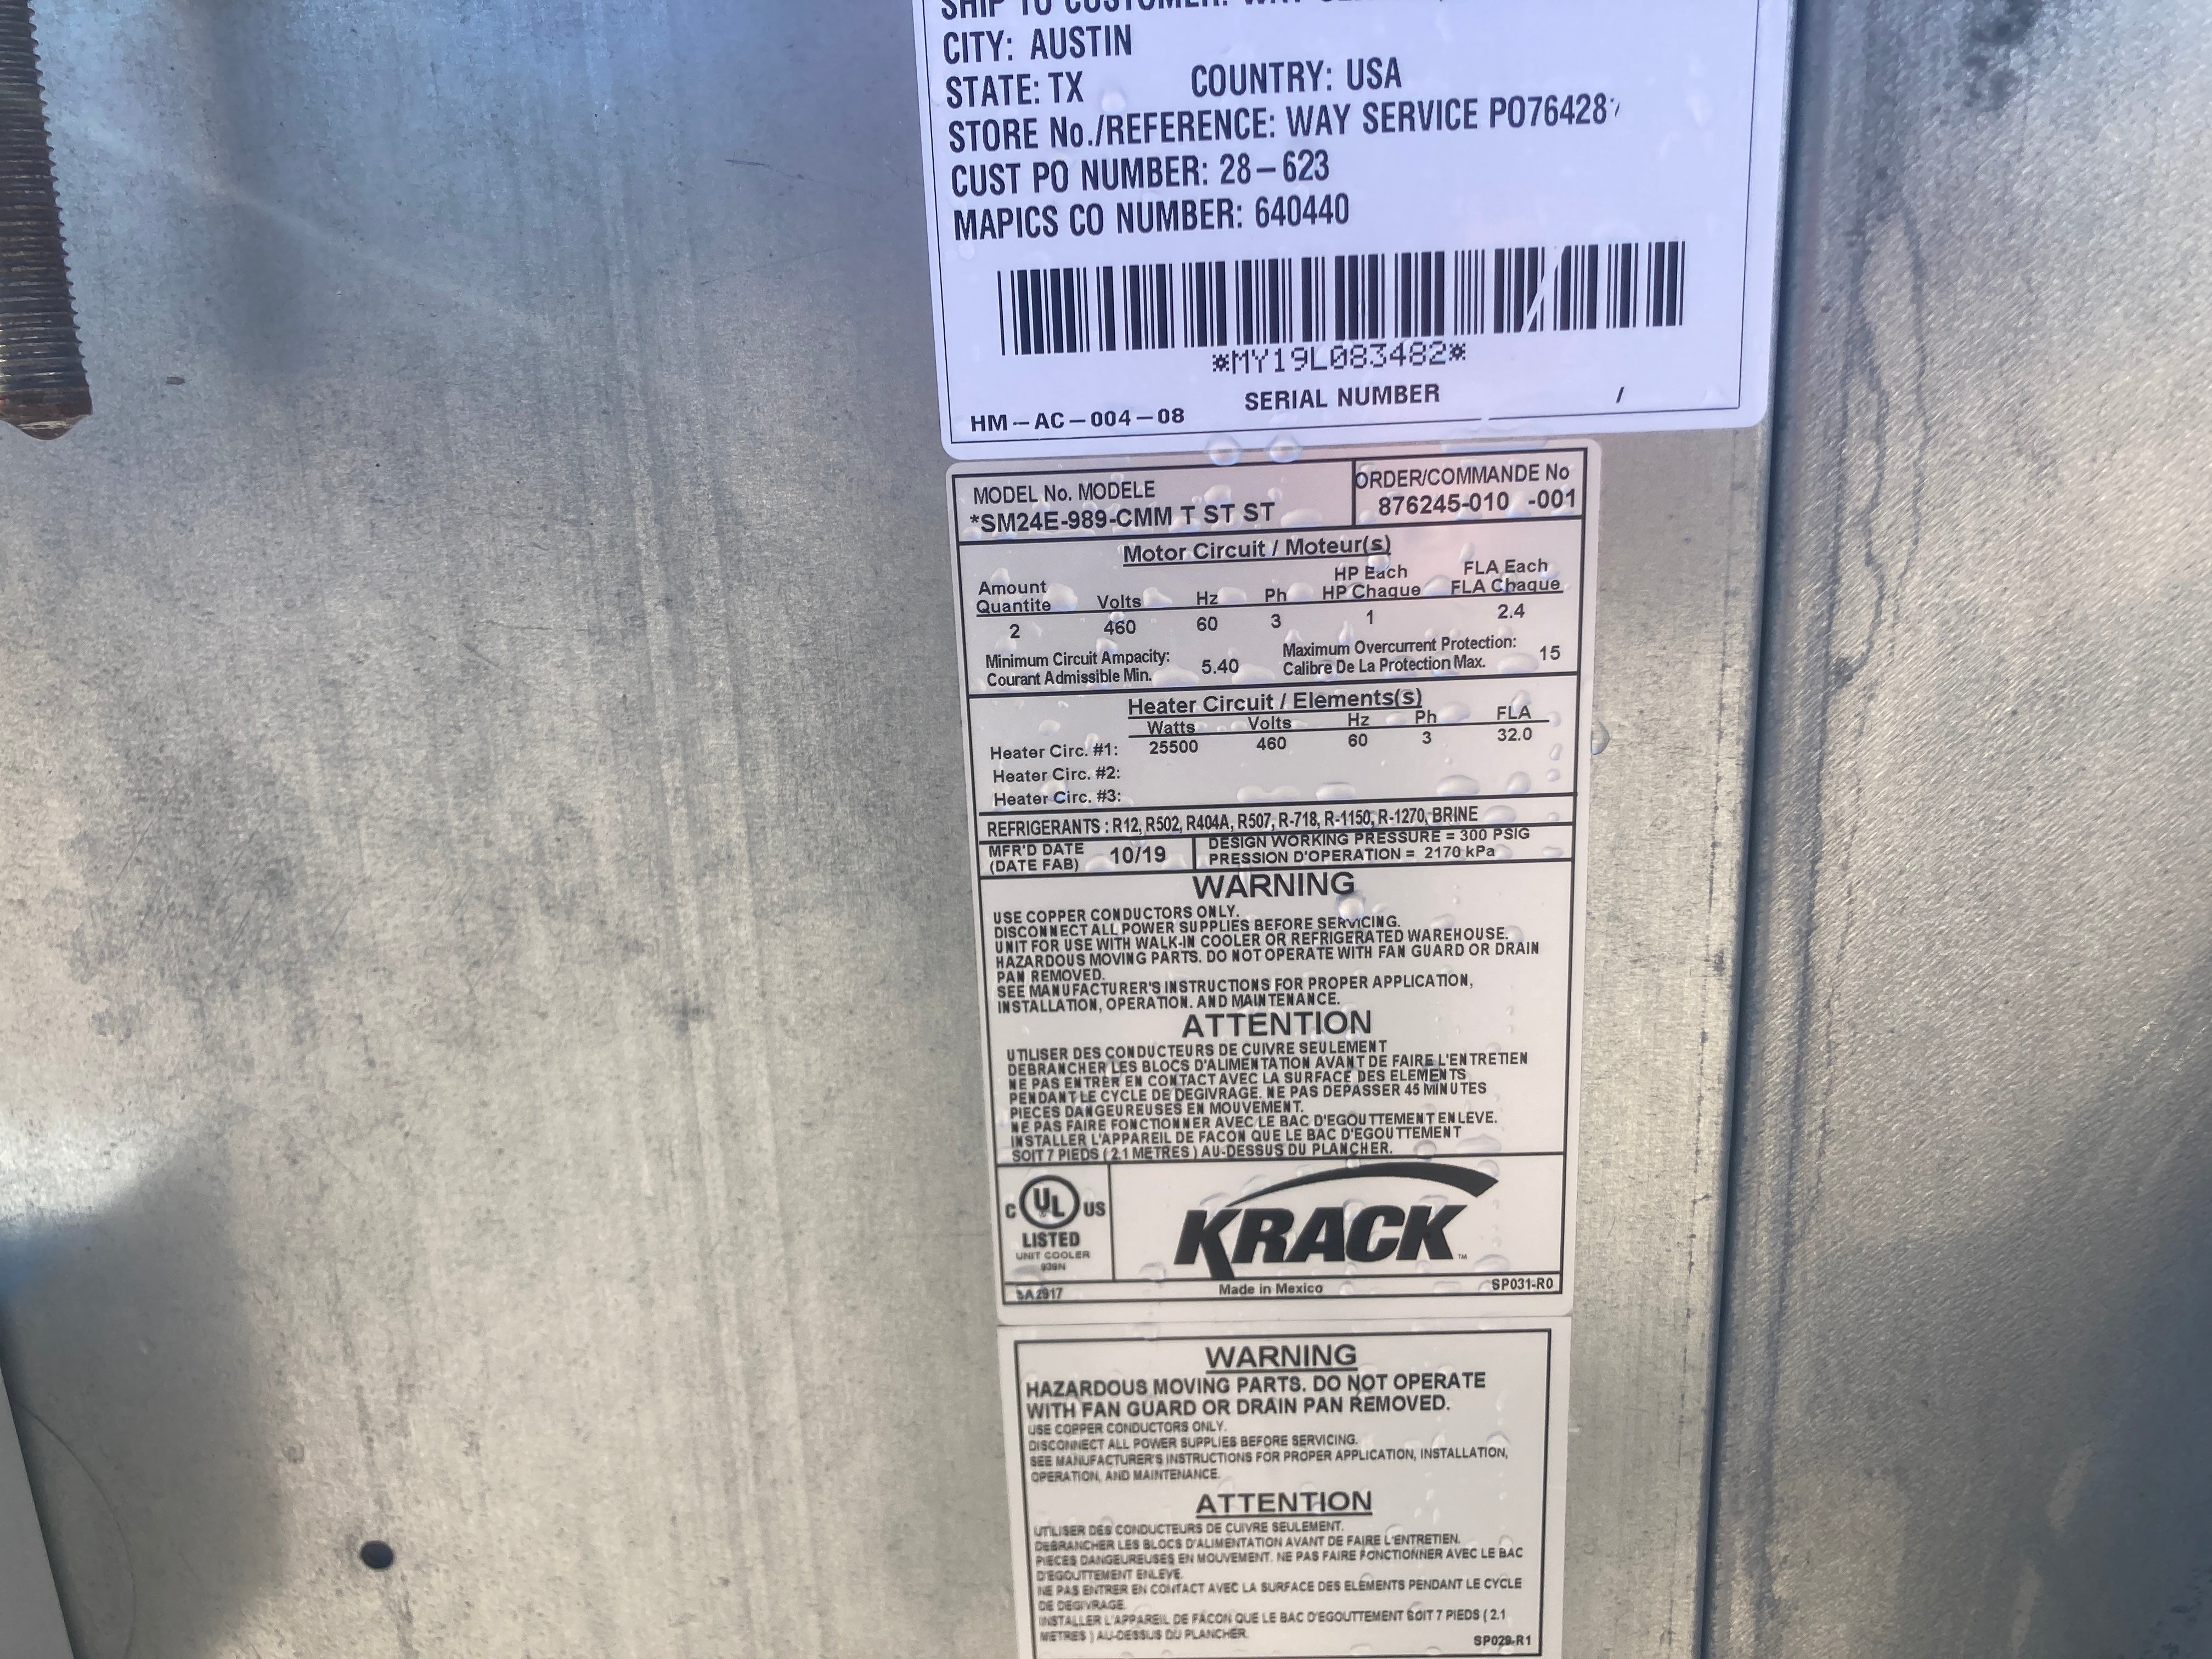 SHIP TO CUSTOMER: WAY
CITY: AUSTIN
STATE: TX COUNTRY: USA
STORE No./REFERENCE: WAY SERVICE PO76428
CUST PO NUMBER: 28-623
MAPICS CO NUMBER: 640440
*MY19L083482*
SERIAL NUMBER /
HM-AC-004-08
MODEL No. MODELE
*SM24E-989-CMM T ST ST
ORDER/COMMANDE No
876245-010 -001
Motor Circuit / Moteur(s)
Amount Quantite Volts Hz Ph HP Each HP Chaque FLA Each FLA Chaque
2 460 60 3 1 2.4
Minimum Circuit Ampacity: 5.40 Maximum Overcurrent Protection: 15
Courant Admissible Min. Calibre De La Protection Max.
Heater Circuit / Elements(s)
Watts Volts Hz Ph FLA
Heater Circ. #1: 25500 460 60 3 32.0
Heater Circ. #2:
Heater Circ. #3:
REFRIGERANTS : R12, R502, R404A, R507, R-718, R-1150, R-1270, BRINE
MFR'D DATE 10/19 DESIGN WORKING PRESSURE = 300 PSIG
(DATE FAB) PRESSION D'OPERATION = 2170 kPa
WARNING
USE COPPER CONDUCTORS ONLY.
DISCONNECT ALL POWER SUPPLIES BEFORE SERVICING.
UNIT FOR USE WITH WALK-IN COOLER OR REFRIGERATED WAREHOUSE.
HAZARDOUS MOVING PARTS. DO NOT OPERATE WITH FAN GUARD OR DRAIN
PAN REMOVED.
SEE MANUFACTURER'S INSTRUCTIONS FOR PROPER APPLICATION,
INSTALLATION, OPERATION. AND MAINTENANCE.
ATTENTION
UTILISER DES CONDUCTEURS DE CUIVRE SEULEMENT
DEBRANCHER LES BLOCS D'ALIMENTATION AVANT DE FAIRE L'ENTRETIEN
NE PAS ENTRER EN CONTACT AVEC LA SURFACE DES ELEMENTS
PENDANT LE CYCLE DE DEGIVRAGE. NE PAS DEPASSER 45 MINUTES
PIECES DANGEUREUSES EN MOUVEMENT.
NE PAS FAIRE FONCTIONNER AVEC LE BAC D'EGOUTTEMENT ENLEVE.
INSTALLER L'APPAREIL DE FACON QUE LE BAC D'EGOUTTEMENT
SOIT 7 PIEDS ( 2.1 METRES ) AU-DESSUS DU PLANCHER.
C UL US
LISTED
UNIT COOLER
939N
KRACK™
SA2917 Made in Mexico SP031-R0
WARNING
HAZARDOUS MOVING PARTS. DO NOT OPERATE
WITH FAN GUARD OR DRAIN PAN REMOVED.
USE COPPER CONDUCTORS ONLY.
DISCONNECT ALL POWER SUPPLIES BEFORE SERVICING.
SEE MANUFACTURER'S INSTRUCTIONS FOR PROPER APPLICATION, INSTALLATION,
OPERATION, AND MAINTENANCE.
ATTENTION
UTILISER DES CONDUCTEURS DE CUIVRE SEULEMENT.
DEBRANCHER LES BLOCS D'ALIMENTATION AVANT DE FAIRE L'ENTRETIEN.
PIECES DANGEUREUSES EN MOUVEMENT. NE PAS FAIRE FONCTIONNER AVEC LE BAC
D'EGOUTTEMENT ENLEVE.
NE PAS ENTRER EN CONTACT AVEC LA SURFACE DES ELEMENTS PENDANT LE CYCLE
DE DEGIVRAGE.
INSTALLER L'APPAREIL DE FACON QUE LE BAC D'EGOUTTEMENT SOIT 7 PIEDS ( 2.1
METRES ) AU-DESSUS DU PLANCHER.
SP029-R1